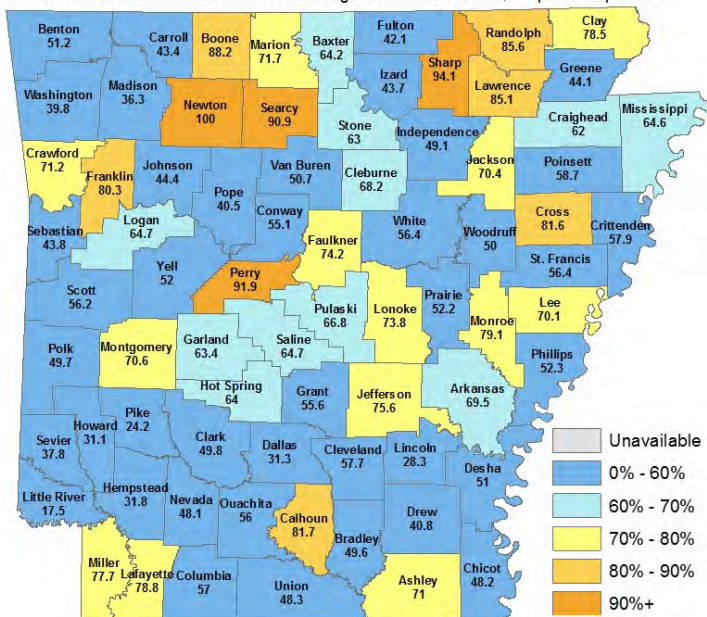 Benton
51.2
Carroll
43.4
Boone
88.2
Marion
71.7
Baxter
64.2
Fulton
42.1
Randolph
85.6
Clay
78.5
Washington
39.8
Madison
36.3
Newton
100
Searcy
90.9
Izard
43.7
Sharp
94.1
Lawrence
85.1
Greene
44.1
Stone
63
Independence
49.1
Craighead
62
Mississippi
64.6
Crawford
71.2
Franklin
80.3
Johnson
44.4
Pope
40.5
Van Buren
50.7
Cleburne
68.2
Jackson
70.4
Poinsett
58.7
Sebastian
43.8
Logan
64.7
Conway
55.1
Faulkner
74.2
White
56.4
Woodruff
50
Cross
81.6
Crittenden
57.9
Scott
56.2
Yell
52
Perry
91.9
St. Francis
56.4
Polk
49.7
Montgomery
70.6
Garland
63.4
Saline
64.7
Pulaski
66.8
Lonoke
73.8
Prairie
52.2
Monroe
79.1
Lee
70.1
Phillips
52.3
Hot Spring
64
Grant
55.6
Jefferson
75.6
Arkansas
69.5
Sevier
37.8
Howard
31.1
Pike
24.2
Clark
49.8
Dallas
31.3
Cleveland
57.7
Lincoln
28.3
Desha
51
Little River
17.5
Hempstead
31.8
Nevada
48.1
Ouachita
56
Calhoun
81.7
Bradley
49.6
Drew
40.8
Chicot
48.2
Miller
77.7
Lafayette
78.8
Columbia
57
Union
48.3
Ashley
71
Unavailable
0% - 60%
60% - 70%
70% - 80%
80% - 90%
90%+